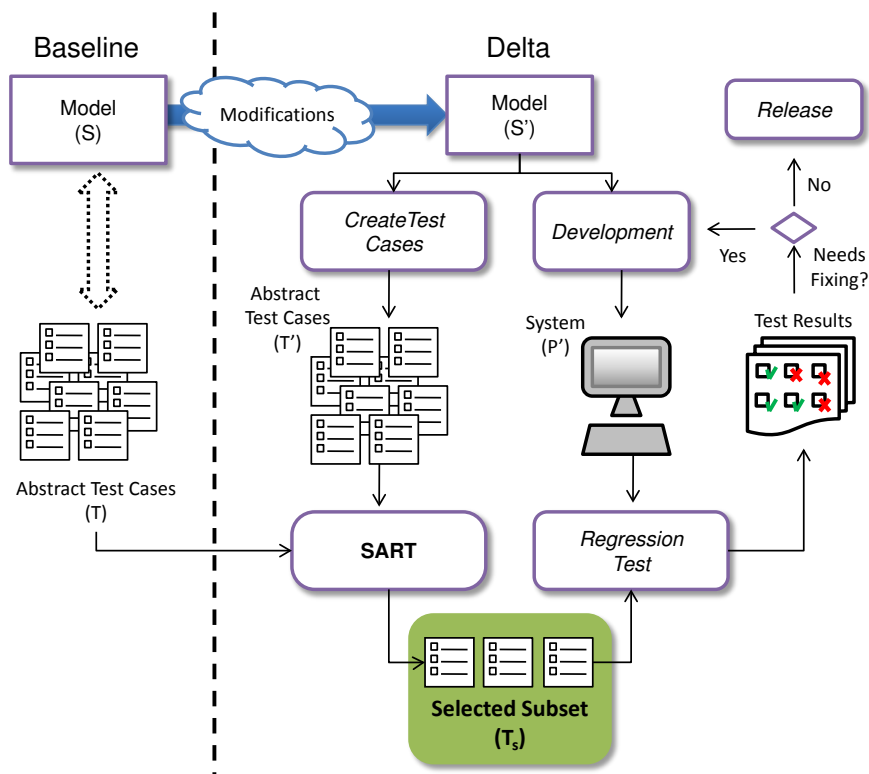 Baseline
Delta
Model
(S)
Modifications
Model
(S’)
Release
No
CreateTest
Cases
Development
Yes
Needs
Fixing?
Abstract
Test Cases
(T’)
System
(P’)
Test Results
Abstract Test Cases
(T)
SART
Regression
Test
Selected Subset
(Ts)